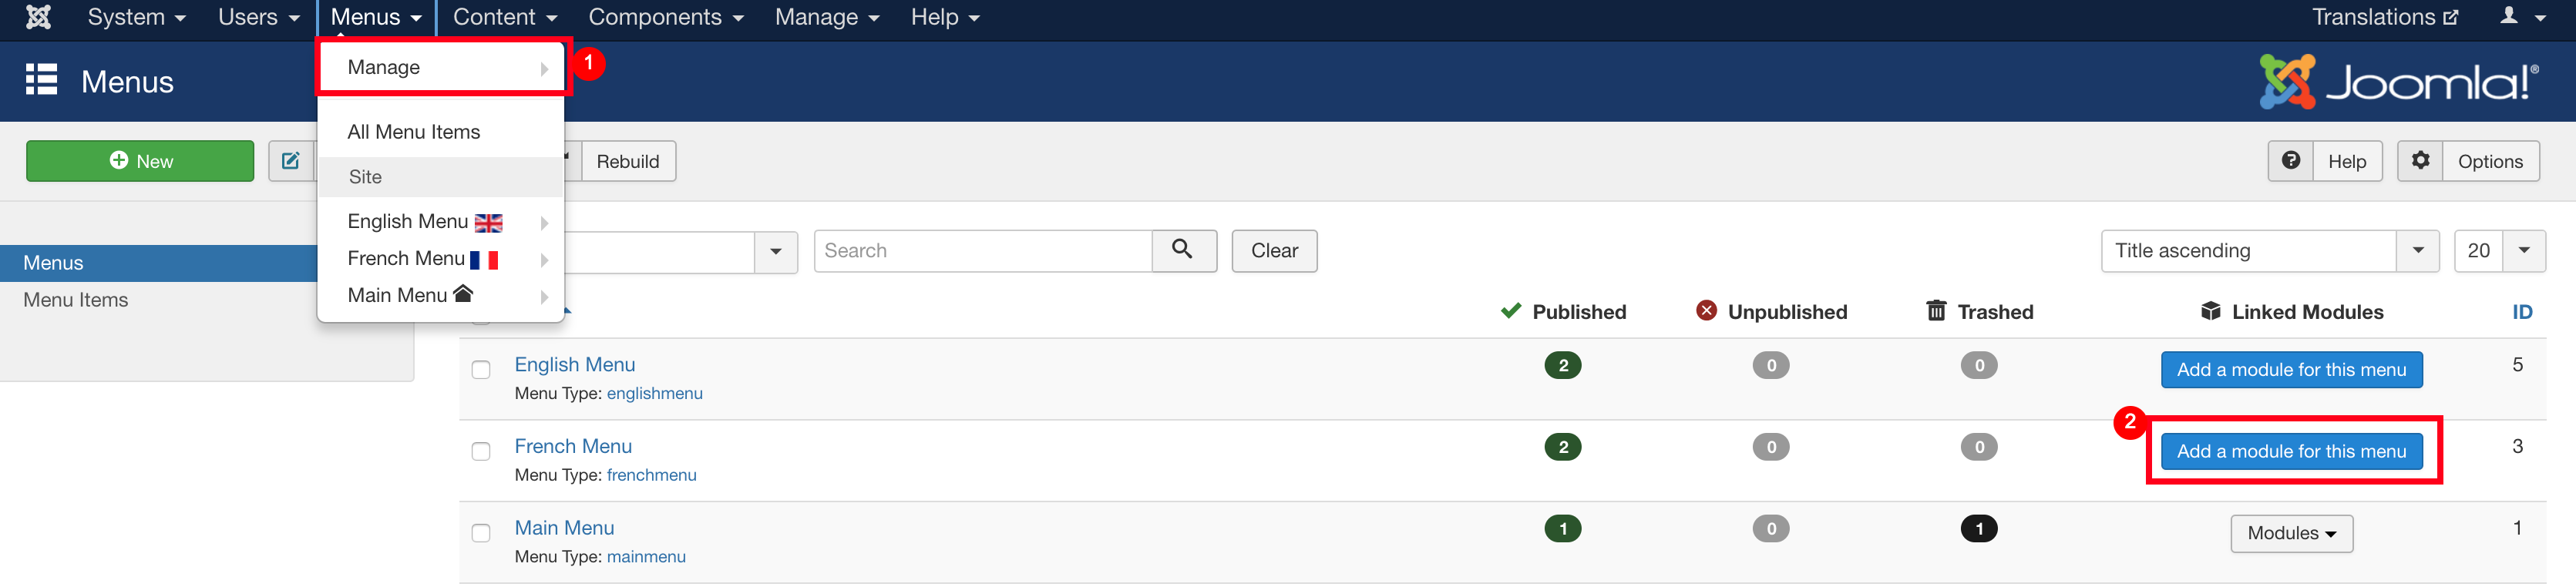 System Users Menus Content Components Manage Help Translations
Menus
Joomla!®
Manage
1
All Menu Items
Site
English Menu
French Menu
Main Menu
New
Rebuild
Help
Options
Menus
Menu Items
Search
Clear
Title ascending
20
Published Unpublished Trashed Linked Modules ID
English Menu 2 0 0 Add a module for this menu 5
Menu Type: englishmenu
2
French Menu 2 0 0 Add a module for this menu 3
Menu Type: frenchmenu
Main Menu 1 0 1 Modules 1
Menu Type: mainmenu